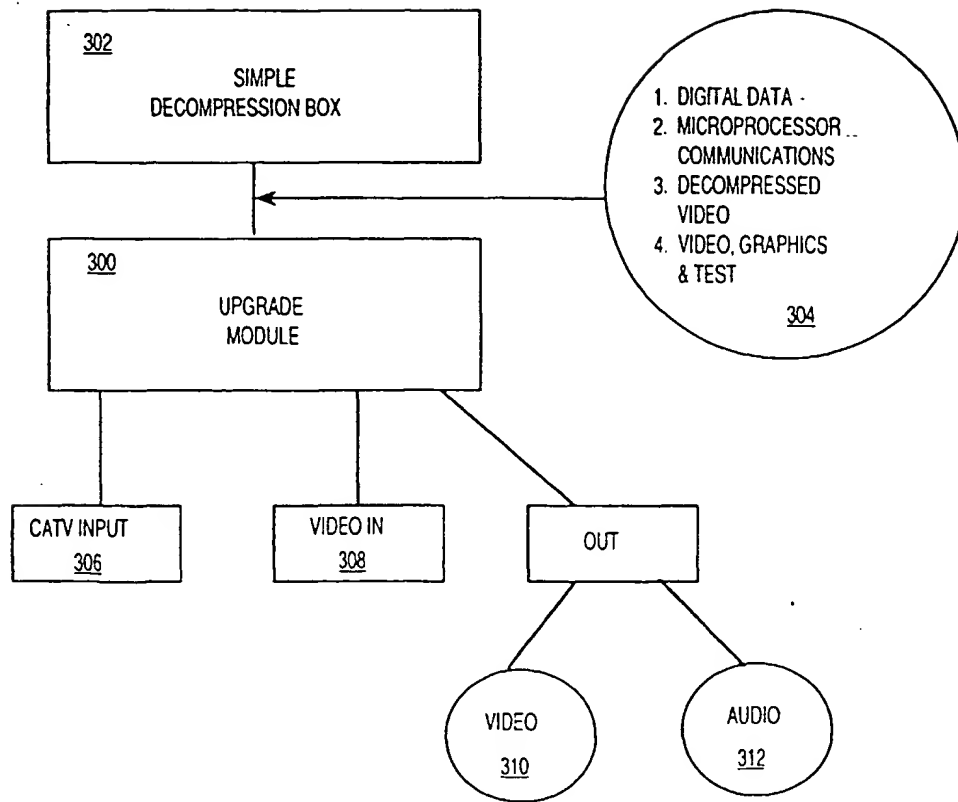 302
SIMPLE
DECOMPRESSION BOX
1. DIGITAL DATA
2. MICROPROCESSOR
COMMUNICATIONS
3. DECOMPRESSED
VIDEO
4. VIDEO, GRAPHICS
& TEST
304
300
UPGRADE
MODULE
CATV INPUT
306
VIDEO IN
308
OUT
VIDEO
310
AUDIO
312